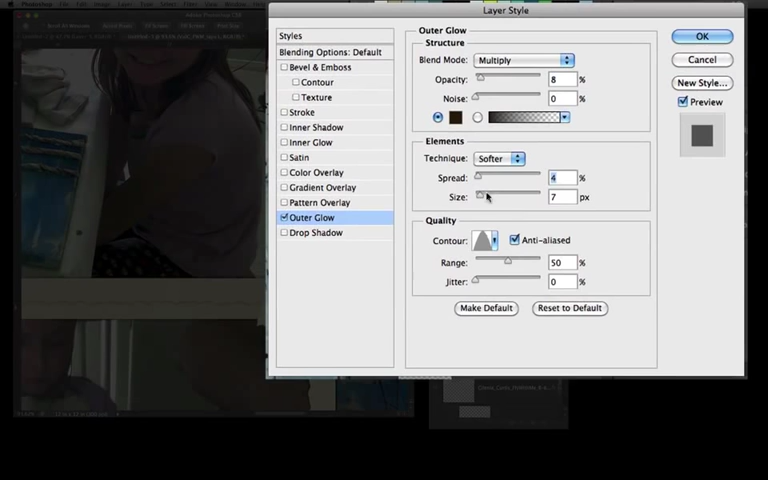 Layer Style
Styles
Blending Options: Default
Bevel & Emboss
Contour
Texture
Stroke
Inner Shadow
Inner Glow
Satin
Color Overlay
Gradient Overlay
Pattern Overlay
Outer Glow
Drop Shadow
Outer Glow
Structure
Blend Mode: Multiply
Opacity: 8 %
Noise: 0 %
Elements
Technique: Softer
Spread: 4 %
Size: 7 px
Quality
Contour: Anti-aliased
Range: 50 %
Jitter: 0 %
Make Default Reset to Default
OK
Cancel
New Style...
Preview